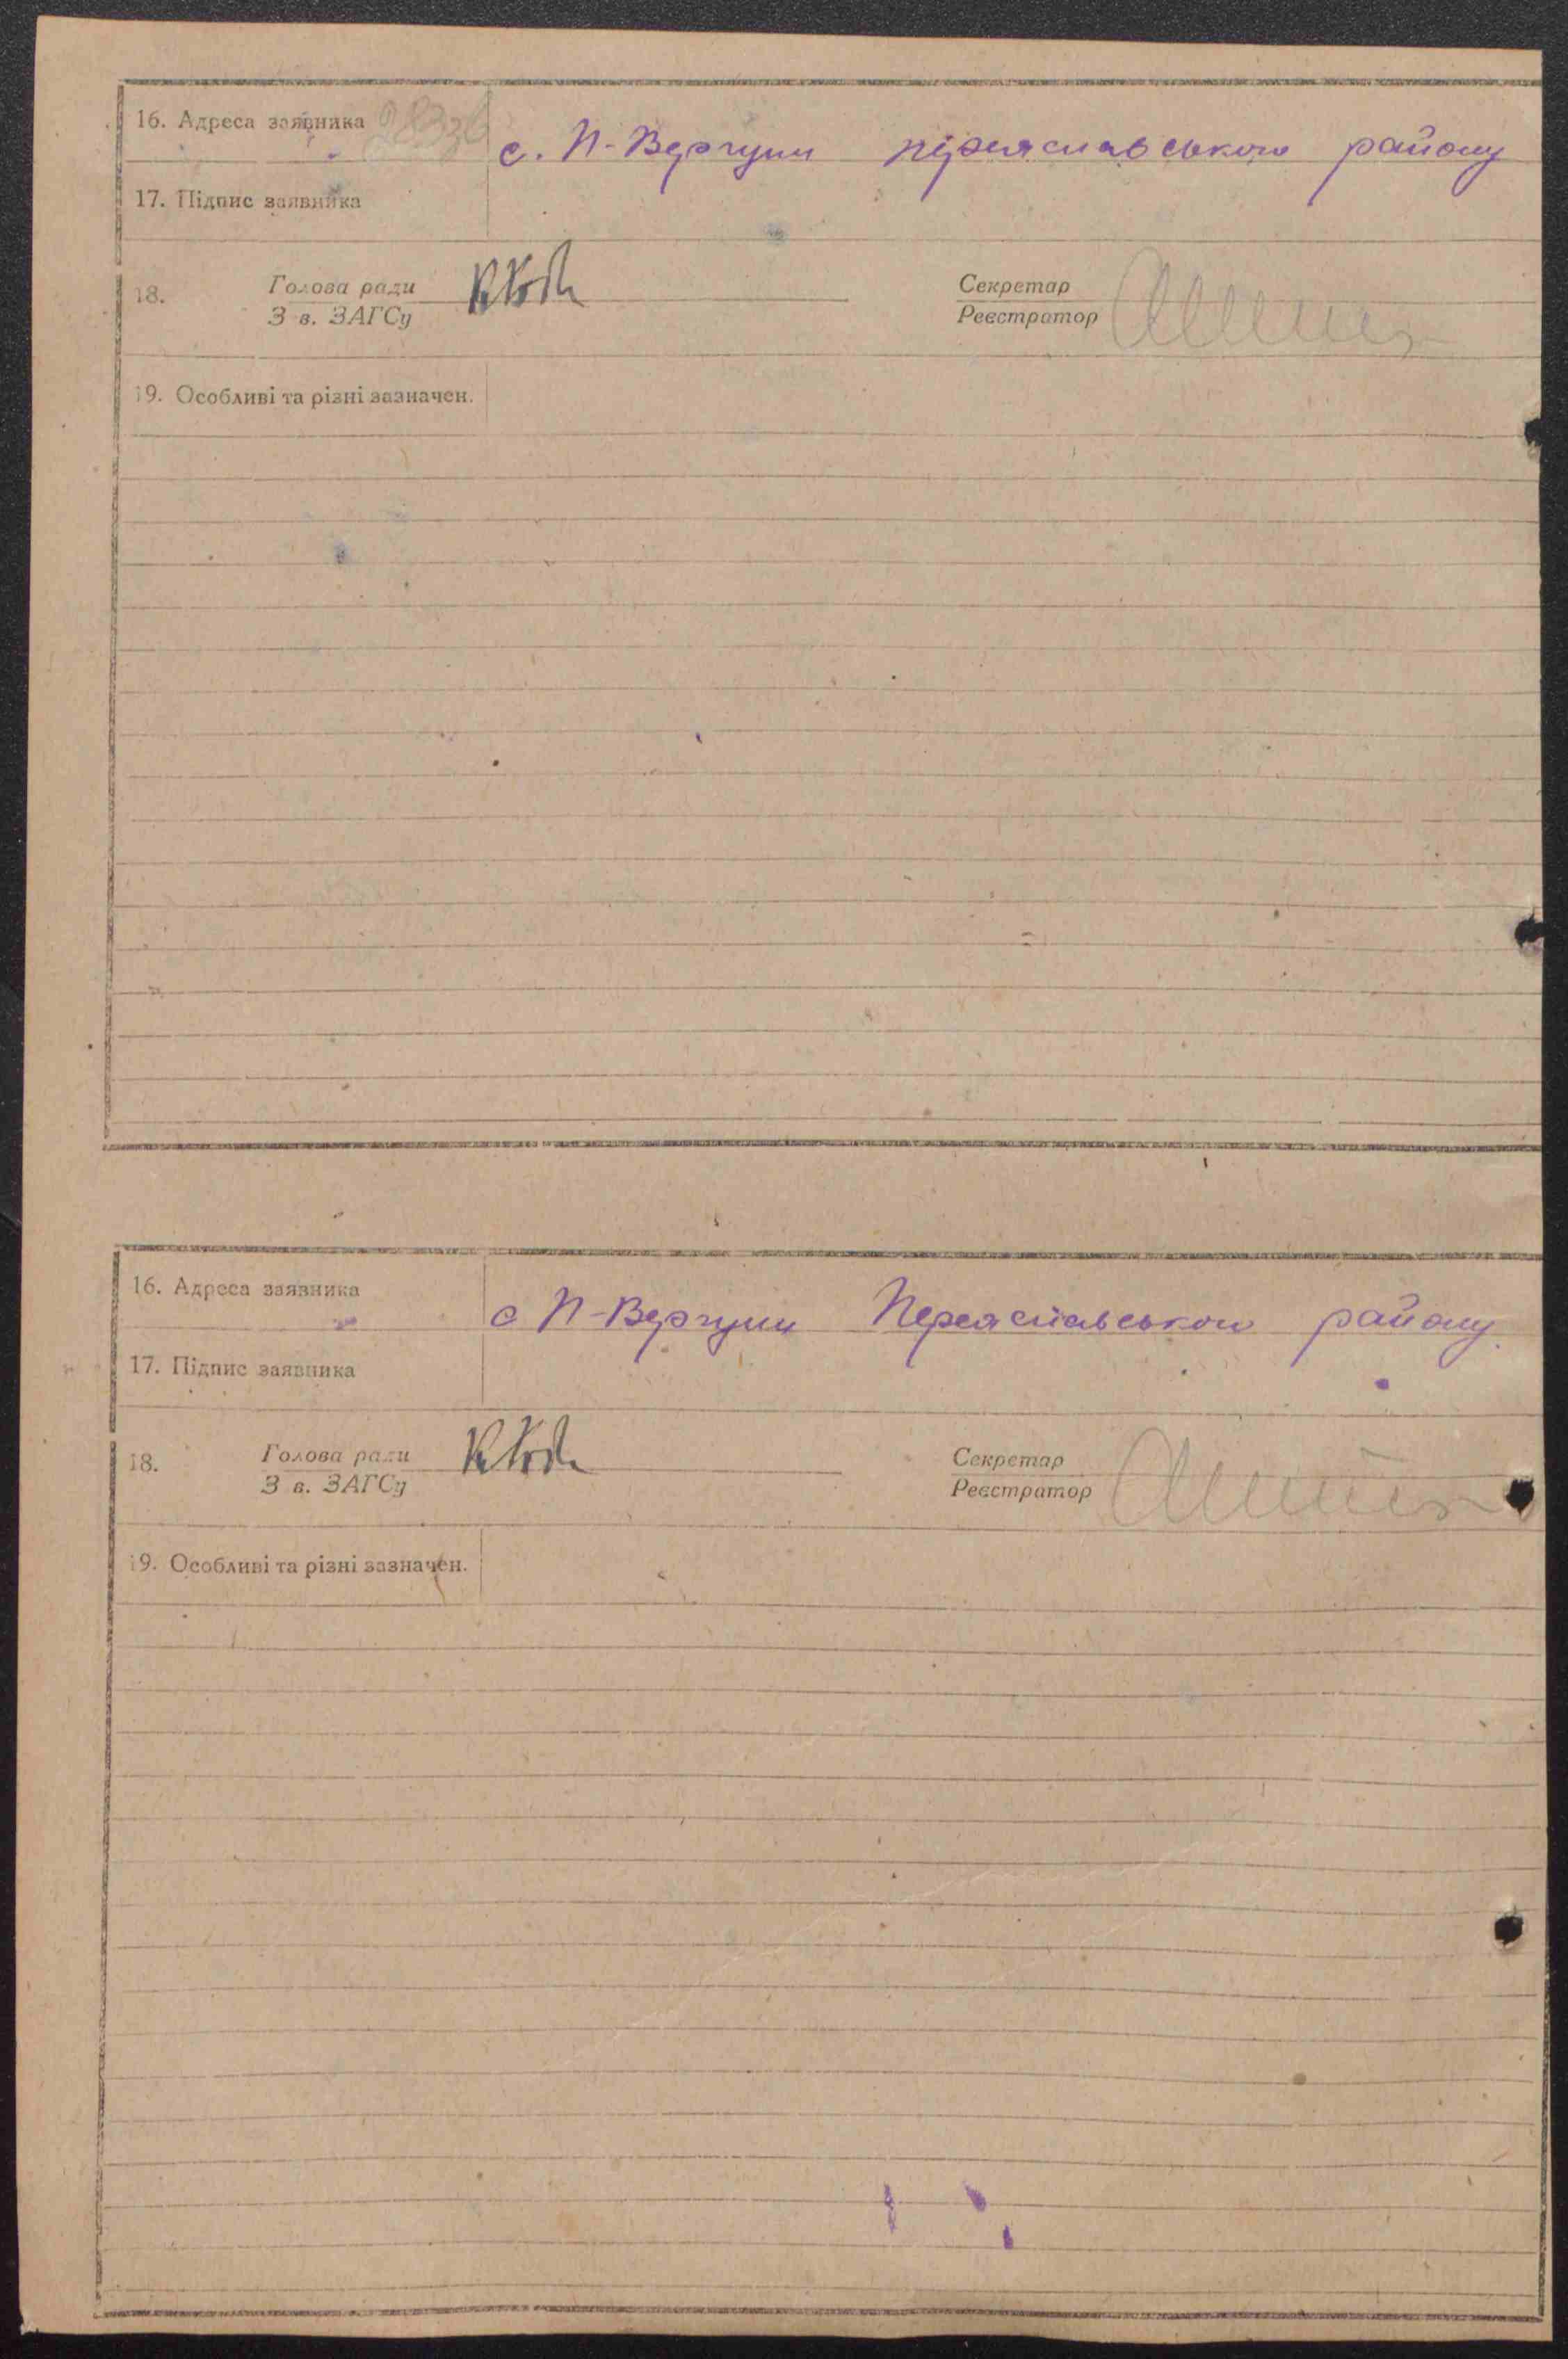 16. Адреса заявника
с. П-Вергуни Переяславського району
17. Підпис заявника
18. Голова ради Секретар
З в. ЗАГСу Реєстратор
19. Особливі та різні зазначен.
16. Адреса заявника
с П-Вергуни Переяславського району.
17. Підпис заявника
18. Голова ради Секретар
З в. ЗАГСу Реєстратор
19. Особливі та різні зазначен.